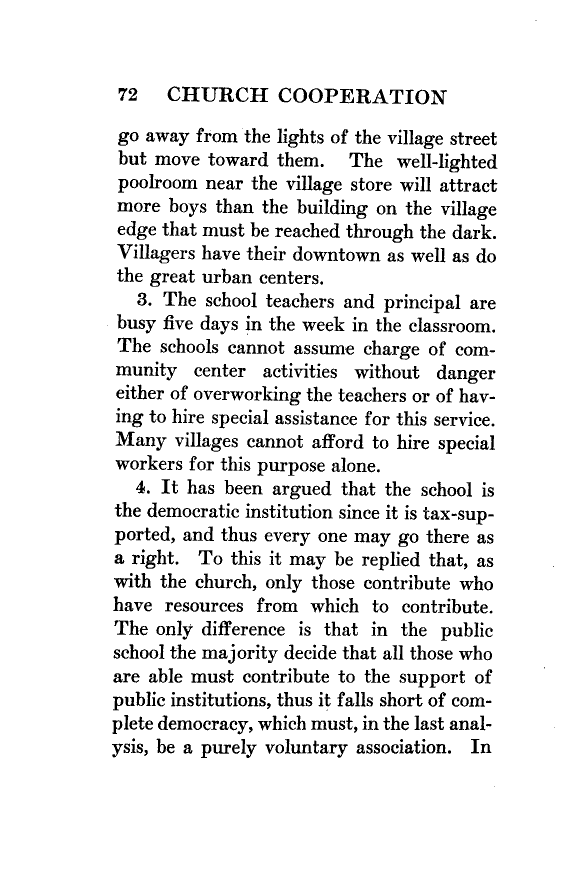 72 CHURCH COOPERATION
go away from the lights of the village street
but move toward them. The well-lighted
poolroom near the village store will attract
more boys than the building on the village
edge that must be reached through the dark.
Villagers have their downtown as well as do
the great urban centers.
3. The school teachers and principal are
busy five days in the week in the classroom.
The schools cannot assume charge of com-
munity center activities without danger
either of overworking the teachers or of hav-
ing to hire special assistance for this service.
Many villages cannot afford to hire special
workers for this purpose alone.
4. It has been argued that the school is
the democratic institution since it is tax-sup-
ported, and thus every one may go there as
a right. To this it may be replied that, as
with the church, only those contribute who
have resources from which to contribute.
The only difference is that in the public
school the majority decide that all those who
are able must contribute to the support of
public institutions, thus it falls short of com-
plete democracy, which must, in the last anal-
ysis, be a purely voluntary association. In